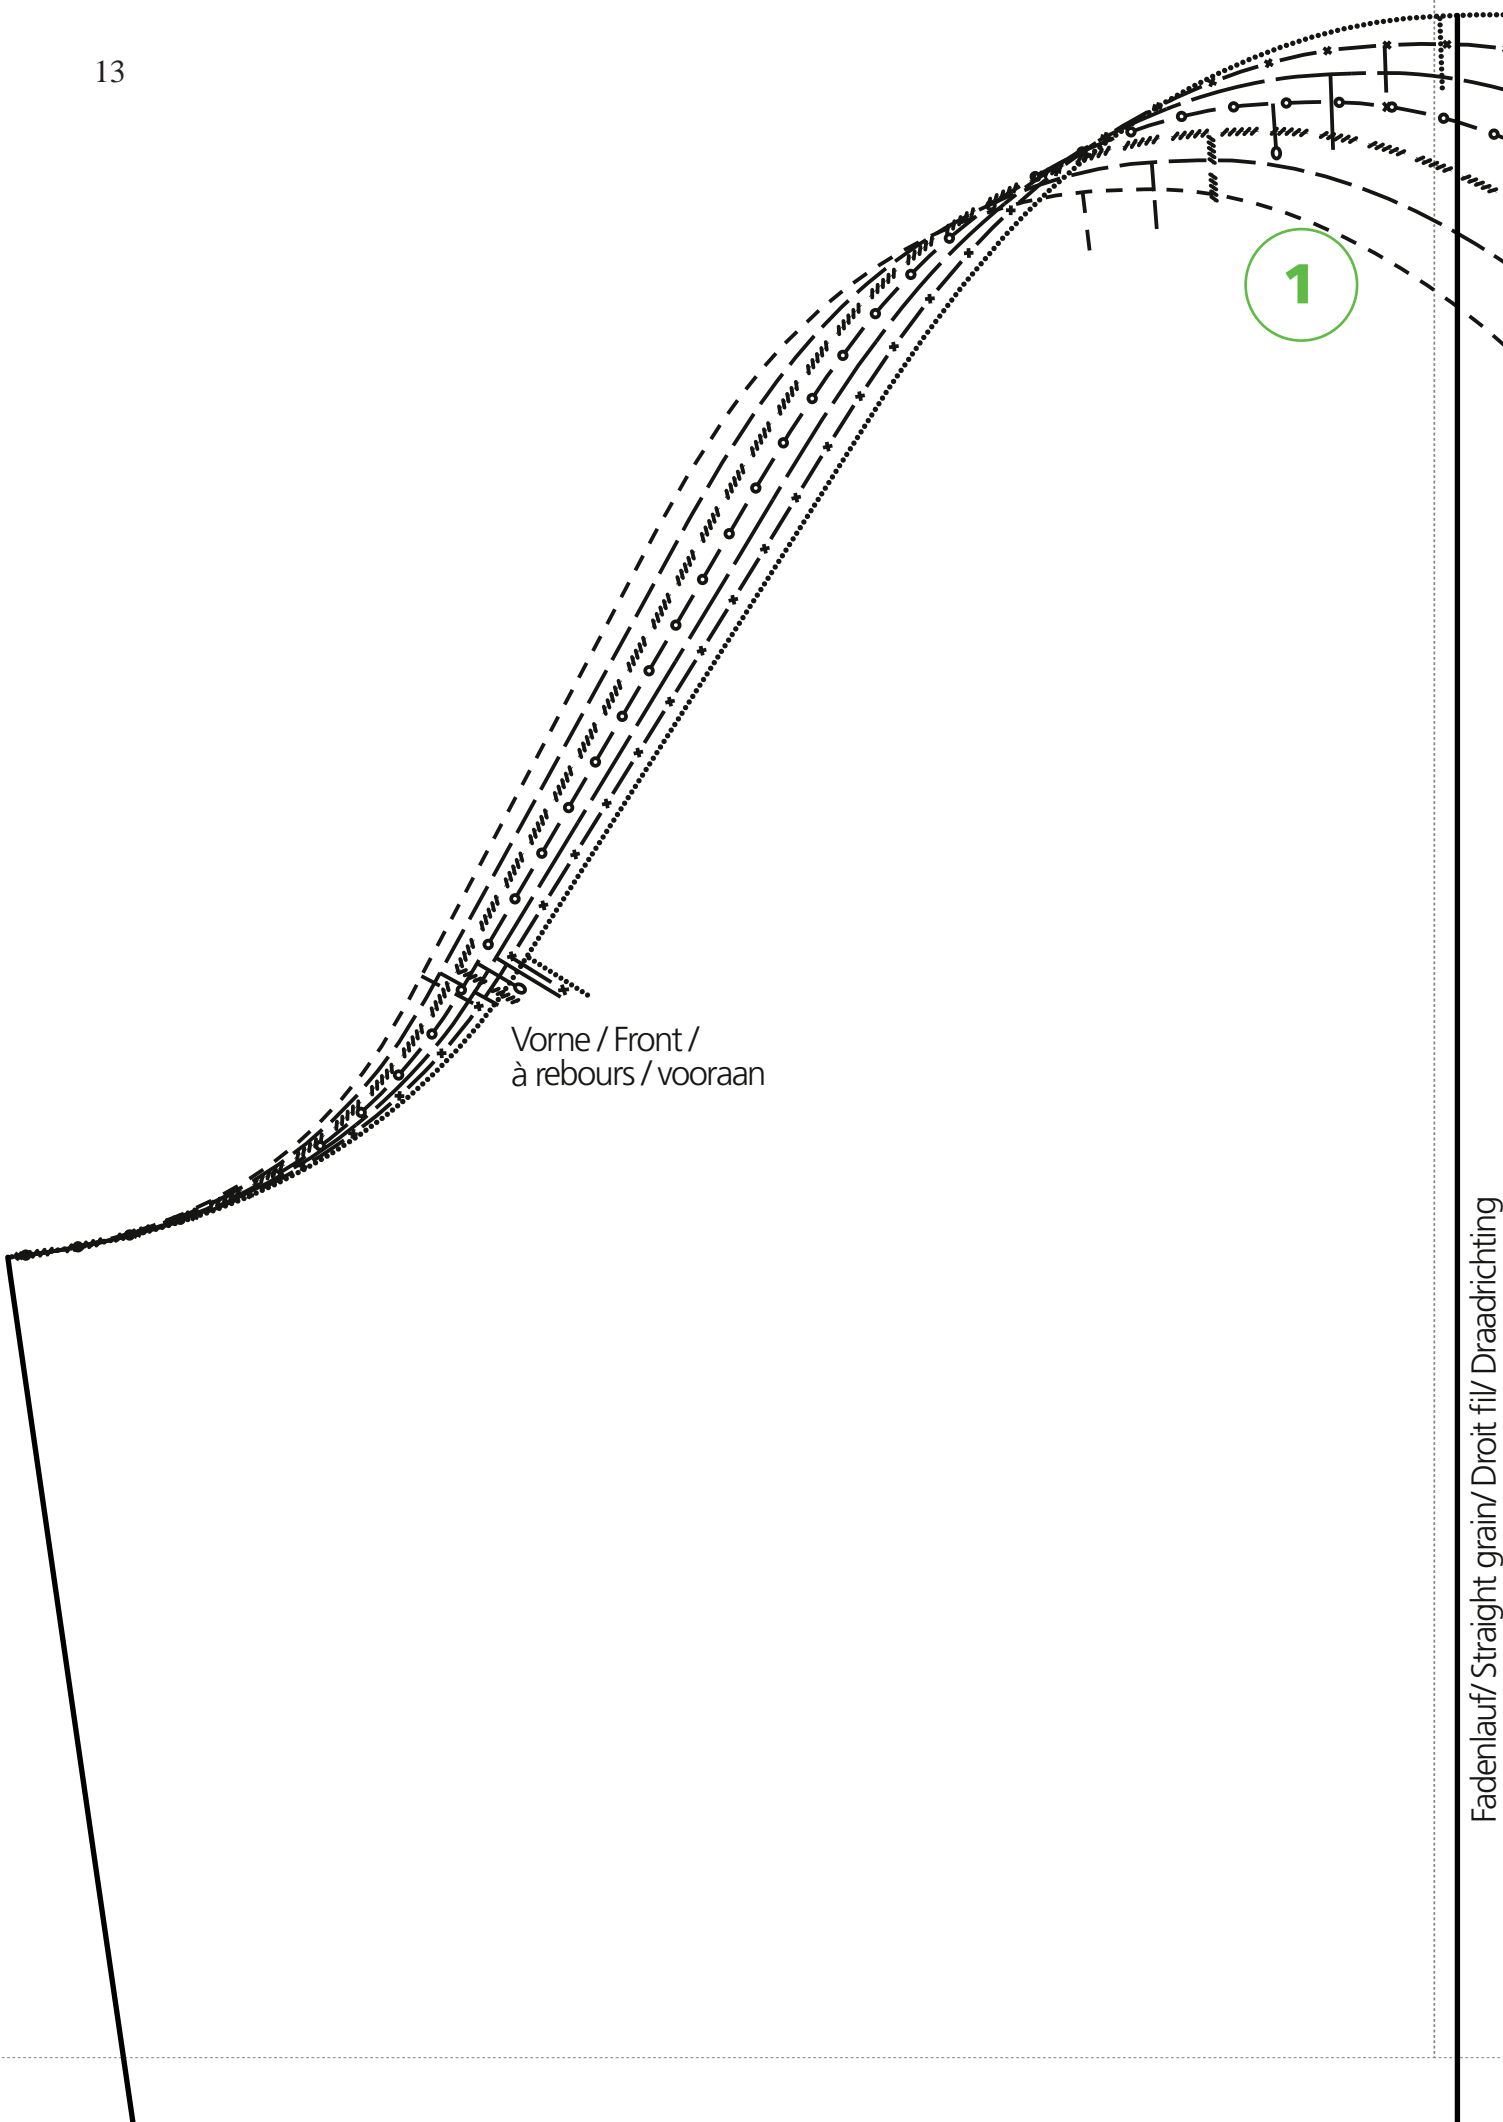 13
1
Vorne / Front /
à rebours / vooraan
Fadenlauf/ Straight grain/ Droit fil/ Draadrichting